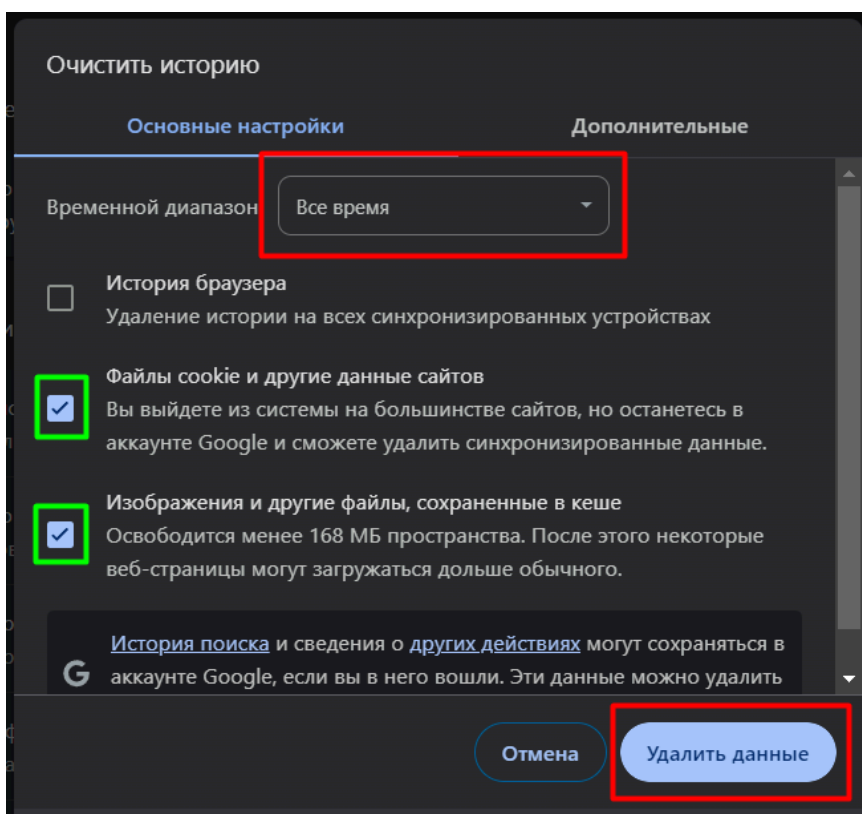 Очистить историю
Основные настройки
Дополнительные
Временной диапазон
Все время
История браузера
Удаление истории на всех синхронизированных устройствах
Файлы cookie и другие данные сайтов
Вы выйдете из системы на большинстве сайтов, но останетесь в
аккаунте Google и сможете удалить синхронизированные данные.
Изображения и другие файлы, сохраненные в кеше
Освободится менее 168 МБ пространства. После этого некоторые
веб-страницы могут загружаться дольше обычного.
История поиска и сведения о других действиях могут сохраняться в
аккаунте Google, если вы в него вошли. Эти данные можно удалить
Отмена
Удалить данные